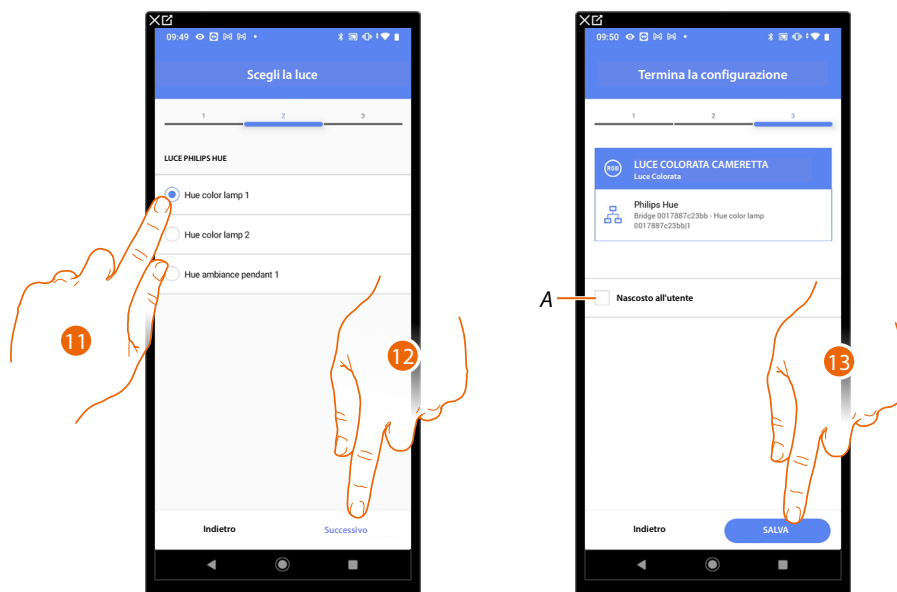 09:49
Scegli la luce
1 2 3
LUCE PHILIPS HUE
Hue color lamp 1
Hue color lamp 2
Hue ambiance pendant 1
11
12
Indietro
Successivo
09:50
Termina la configurazione
1 2 3
RGB
LUCE COLORATA CAMERETTA
Luce Colorata
Philips Hue
Bridge 0017887c23bb - Hue color lamp
0017887c23bb|1
A
Nascosto all'utente
13
Indietro
SALVA